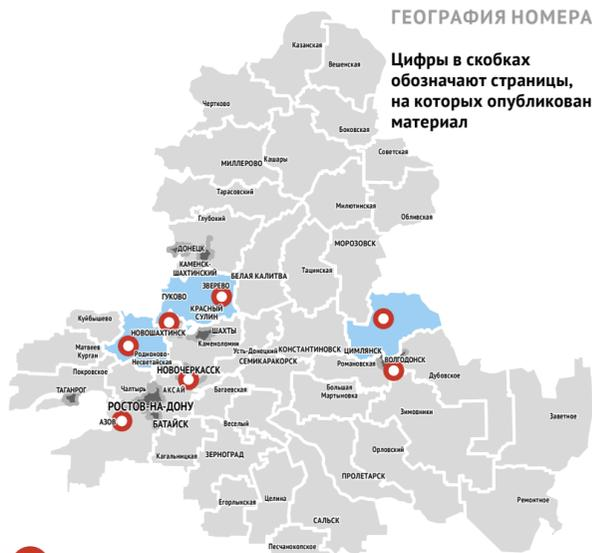 ГЕОГРАФИЯ НОМЕРА
Цифры в скобках
обозначают страницы,
на которых опубликован
материал
Казанская
Вешенская
Чертково
Боковская
Советская
МИЛЛЕРОВО
Кашары
Тарасовский
Милютинская
Обливская
Глубокий
МОРОЗОВСК
ДОНЕЦК
КАМЕНСК-
ШАХТИНСКИЙ
БЕЛАЯ КАЛИТВА
Тацинская
ЗВЕРЕВО
ГУКОВО
КРАСНЫЙ
СУЛИН
Куйбышево
НОВОШАХТИНСК
ШАХТЫ
Каменоломни
Матвеев
Курган
Родионово-
Несветайская
Усть-Донецкий
КОНСТАНТИНОВСК
ЦИМЛЯНСК
СЕМИКАРАКОРСК
Романовская
ВОЛГОДОНСК
Покровское
НОВОЧЕРКАССК
Дубовское
ТАГАНРОГ
Чалтырь
АКСАЙ
Багаевская
Большая
Мартыновка
РОСТОВ-НА-ДОНУ
Зимовники
Заветное
АЗОВ
БАТАЙСК
Веселый
Кагальницкая
ЗЕРНОГРАД
Орловский
ПРОЛЕТАРСК
Егорлыкская
Целина
Ремонтное
САЛЬСК
Песчанокопское